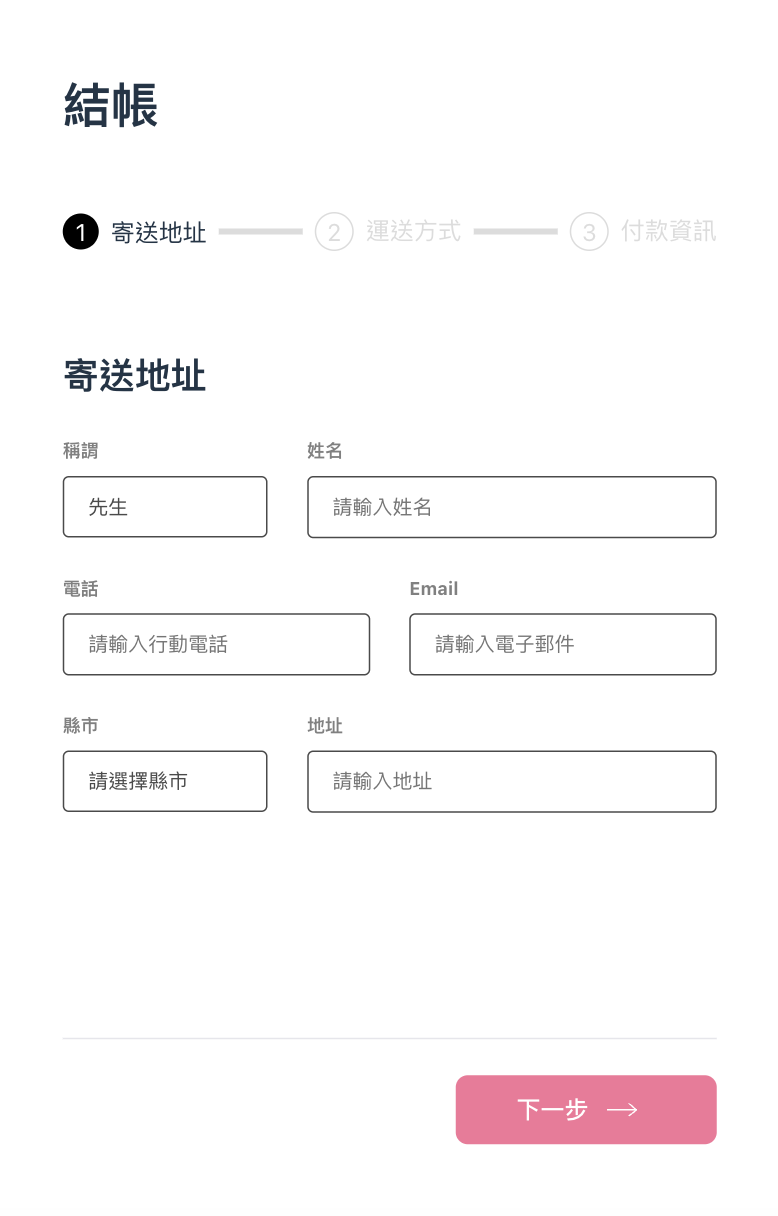 結帳
1 寄送地址 2 運送方式 3 付款資訊
寄送地址
稱謂 姓名
先生 請輸入姓名
電話 Email
請輸入行動電話 請輸入電子郵件
縣市 地址
請選擇縣市 請輸入地址
下一步 →